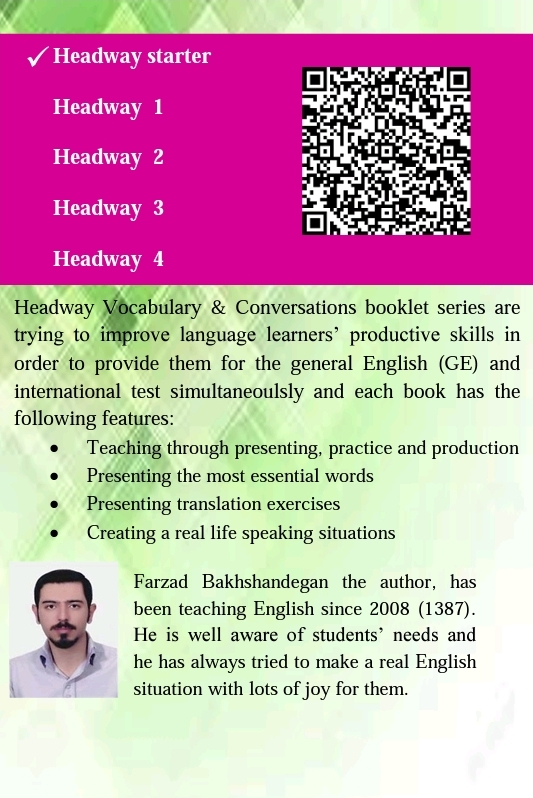 ✓ Headway starter
Headway 1
Headway 2
Headway 3
Headway 4
Headway Vocabulary & Conversations booklet series are
trying to improve language learners’ productive skills in
order to provide them for the general English (GE) and
international test simultaneoulsly and each book has the
following features:
• Teaching through presenting, practice and production
• Presenting the most essential words
• Presenting translation exercises
• Creating a real life speaking situations
Farzad Bakhshandegan the author, has
been teaching English since 2008 (1387).
He is well aware of students’ needs and
he has always tried to make a real English
situation with lots of joy for them.